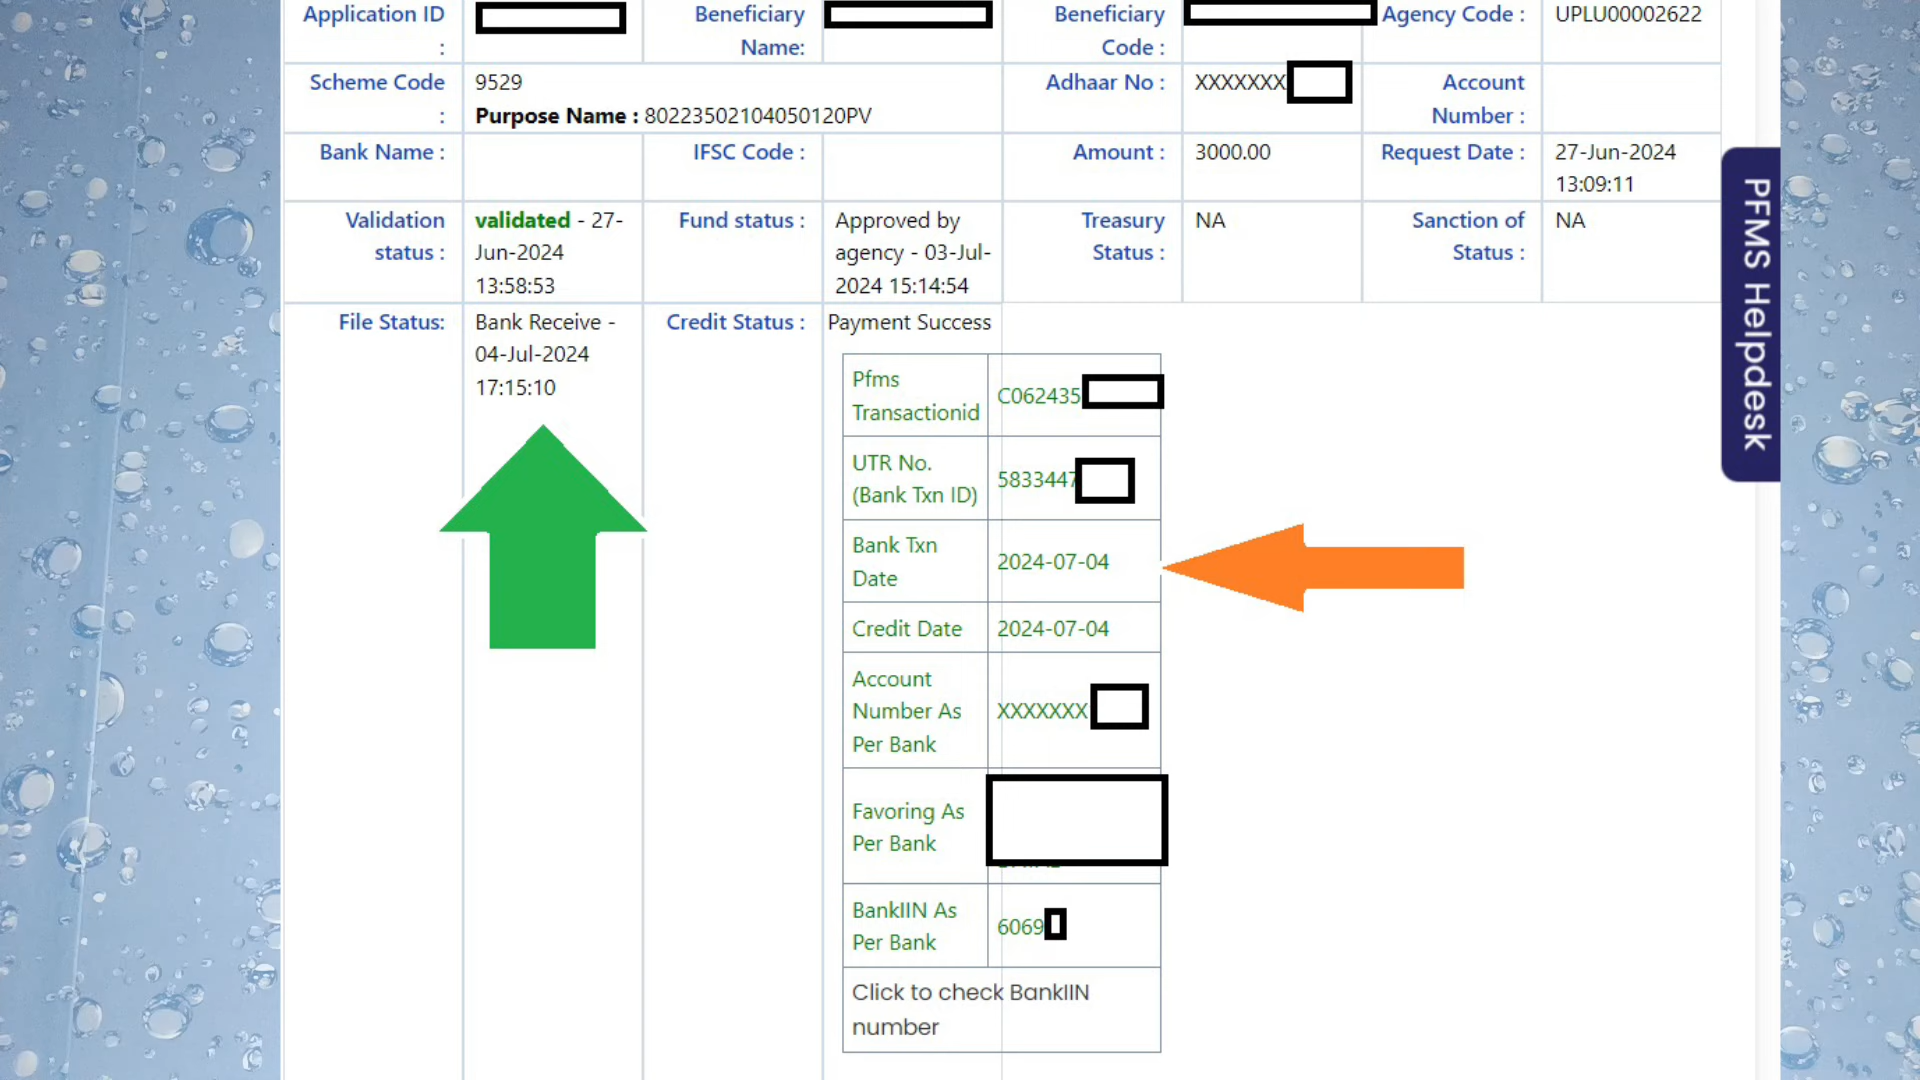 Application ID
:
Beneficiary
Name:
Beneficiary
Code :
Agency Code :
UPLU00002622
Scheme Code
:
9529
Purpose Name : 80223502104050120PV
Adhaar No :
XXXXXXX
Account
Number :
Bank Name :
IFSC Code :
Amount :
3000.00
Request Date :
27-Jun-2024
13:09:11
Validation
status :
validated - 27-
Jun-2024
13:58:53
Fund status :
Approved by
agency - 03-Jul-
2024 15:14:54
Treasury
Status :
NA
Sanction of
Status :
NA
File Status:
Bank Receive -
04-Jul-2024
17:15:10
Credit Status :
Payment Success
Pfms
Transactionid
C062435
UTR No.
(Bank Txn ID)
5833447
Bank Txn
Date
2024-07-04
Credit Date
2024-07-04
Account
Number As
Per Bank
XXXXXXX
Favoring As
Per Bank
BankIIN As
Per Bank
6069
Click to check BankIIN
number
PFMS Helpdesk